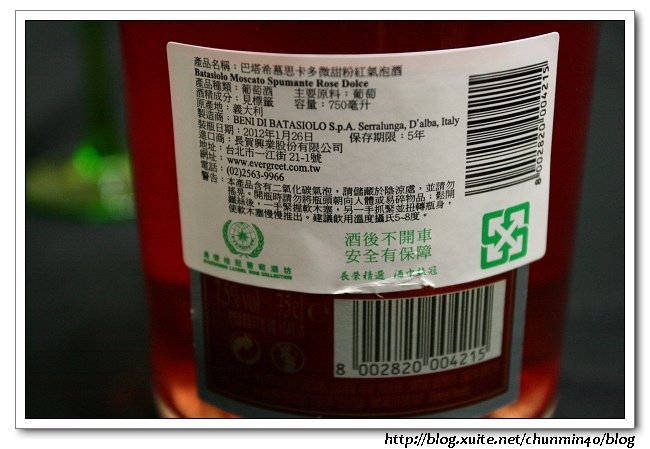 產品名稱：巴塔希慕思卡多微甜粉紅氣泡酒
Batasiolo Moscato Spumante Rose Dolce
產品種類：葡萄酒 主要原料：葡萄
酒精成分：見標籤 容量：750毫升
原產地：義大利
製造商：BENI DI BATASIOLO S.p.A. Serralunga, D'alba, Italy
裝瓶日期：2012年1月26日 保存期限：5年
進口商：長賀興業股份有限公司
地址：台北市一江街 21-1號
網址：www.evergreet.com.tw
電話：(02)2563-9966
警告：本產品含有二氧化碳氣泡，請儲藏於陰涼處，並請勿
搖晃。開瓶時請勿將瓶頭朝向人體或易碎物品；鬆開
鐵絲後，一手緊握軟木塞，另一手抓緊並扭轉瓶身，
使軟木塞慢慢推出。建議飲用溫度攝氏5~8度。
8002820004215
酒後不開車
安全有保障
長榮精選
75cl e
8 002820 004215
http://blog.xuite.net/chunmin40/blog